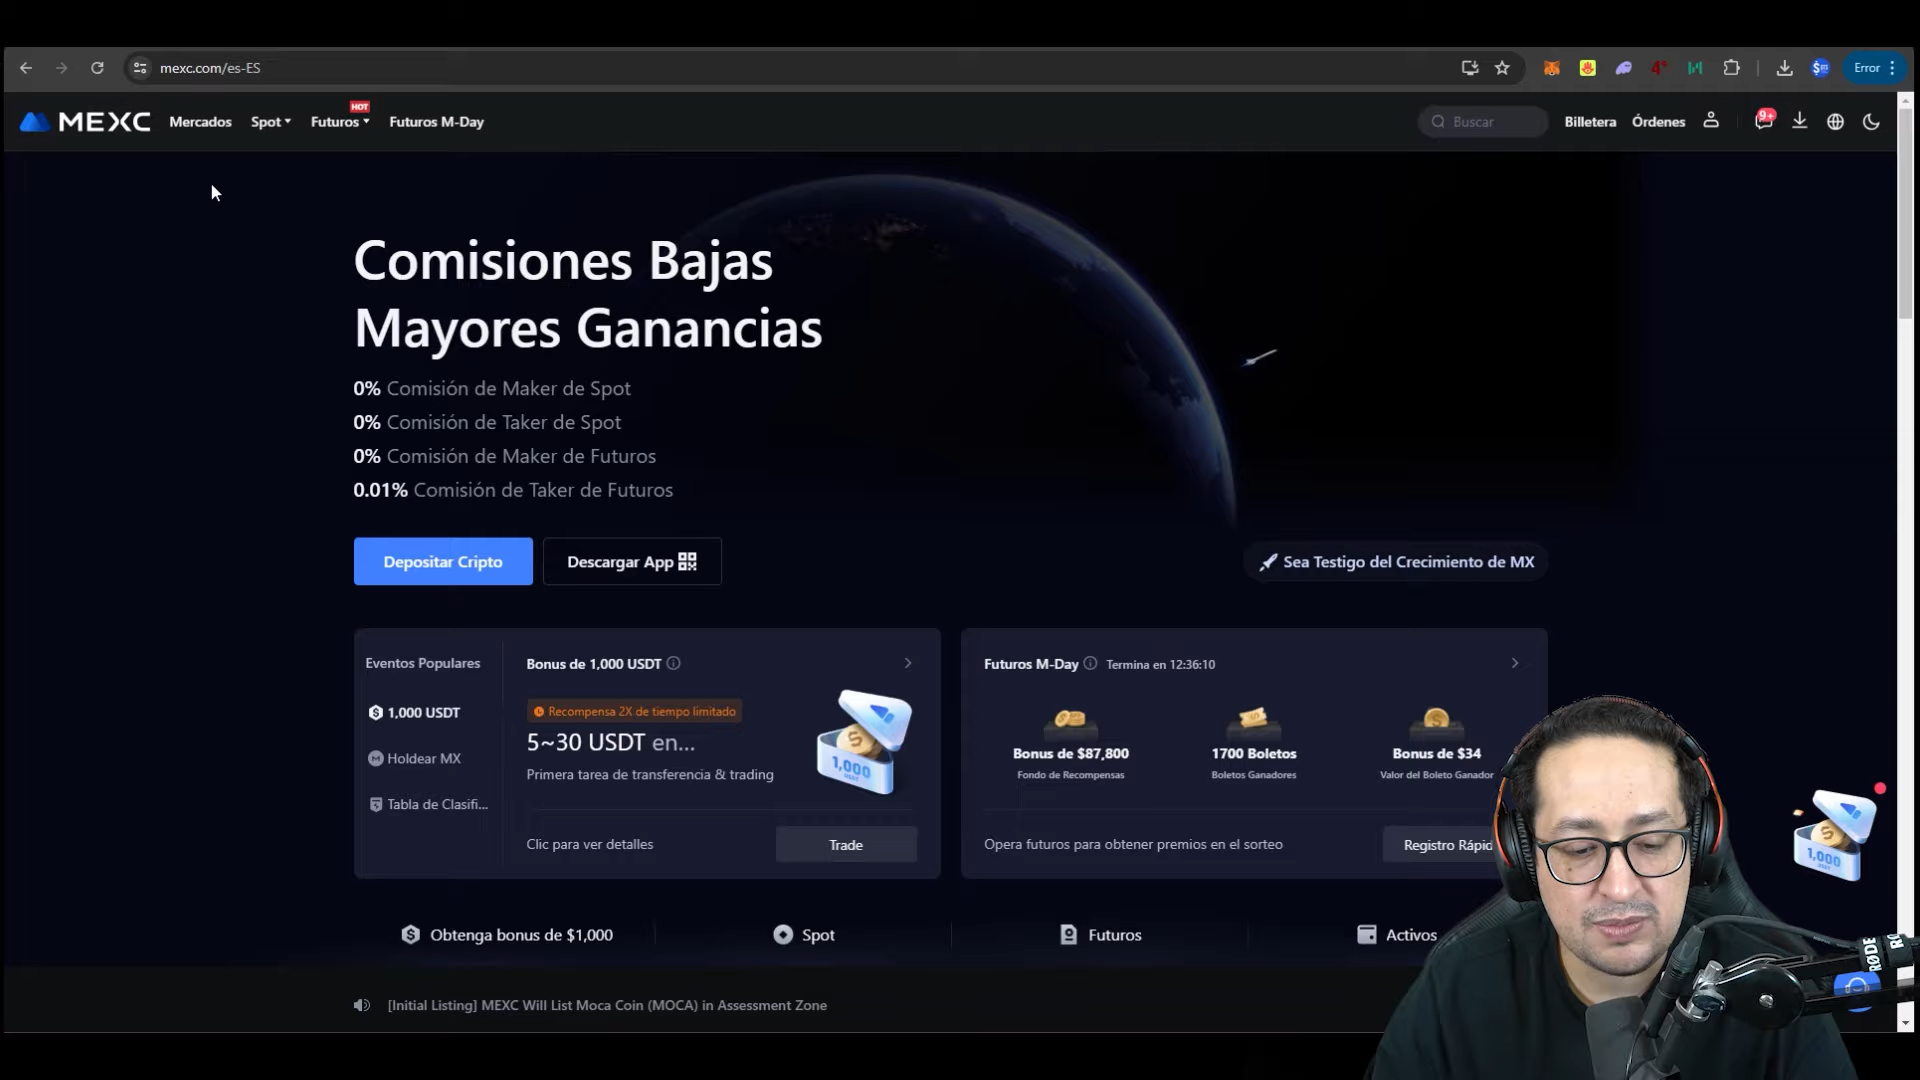 mexc.com/es-ES
Error
MEXC
Mercados
Spot
Futuros
HOT
Futuros M-Day
Buscar
Billetera
Órdenes
9+
Comisiones Bajas
Mayores Ganancias
0% Comisión de Maker de Spot
0% Comisión de Taker de Spot
0% Comisión de Maker de Futuros
0.01% Comisión de Taker de Futuros
Depositar Cripto
Descargar App
Sea Testigo del Crecimiento de MX
Eventos Populares
1,000 USDT
Holdear MX
Tabla de Clasifi...
Bonus de 1,000 USDT
Recompensa 2X de tiempo limitado
5~30 USDT en...
Primera tarea de transferencia & trading
1,000
USDT
Clic para ver detalles
Trade
Futuros M-Day
Termina en 12:36:10
Bonus de $87,800
Fondo de Recompensas
1700 Boletos
Boletos Ganadores
Bonus de $34
Valor del Boleto Ganador
Opera futuros para obtener premios en el sorteo
Registro Rápid
1,000
Obtenga bonus de $1,000
Spot
Futuros
Activos
[Initial Listing] MEXC Will List Moca Coin (MOCA) in Assessment Zone
RØDE